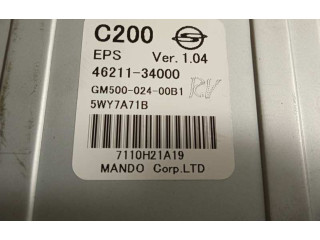 C200
EPS Ver. 1.04
46211-34000
GM500-024-00B1
5WY7A71B
7110H21A19
MANDO Corp.LTD